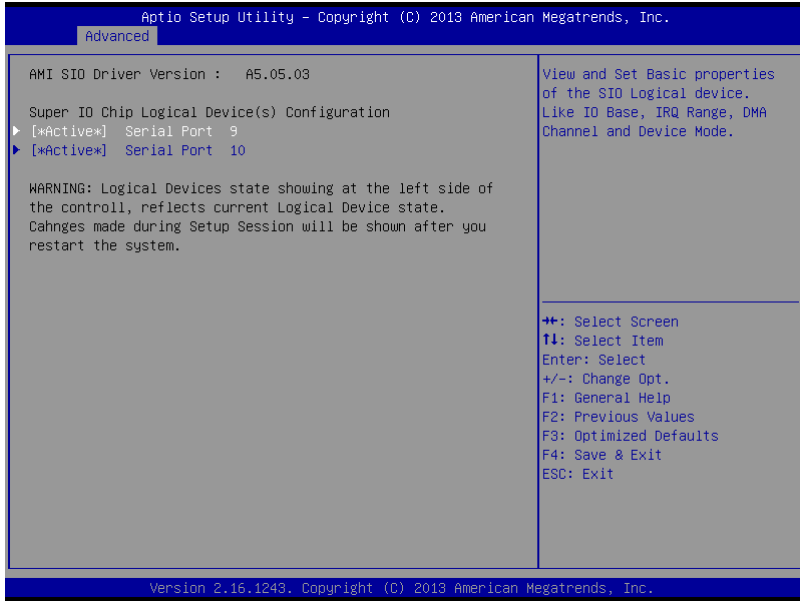 Aptio Setup Utility – Copyright (C) 2013 American Megatrends, Inc.
Advanced
AMI SIO Driver Version :   A5.05.03
Super IO Chip Logical Device(s) Configuration
[*Active*]   Serial Port   9
[*Active*]   Serial Port   10
WARNING: Logical Devices state showing at the left side of
the controll, reflects current Logical Device state.
Cahnges made during Setup Session will be shown after you
restart the system.
View and Set Basic properties
of the SIO Logical device.
Like IO Base, IRQ Range, DMA
Channel and Device Mode.
→←: Select Screen
↑↓: Select Item
Enter: Select
+/-: Change Opt.
F1: General Help
F2: Previous Values
F3: Optimized Defaults
F4: Save & Exit
ESC: Exit
Version 2.16.1243. Copyright (C) 2013 American Megatrends, Inc.